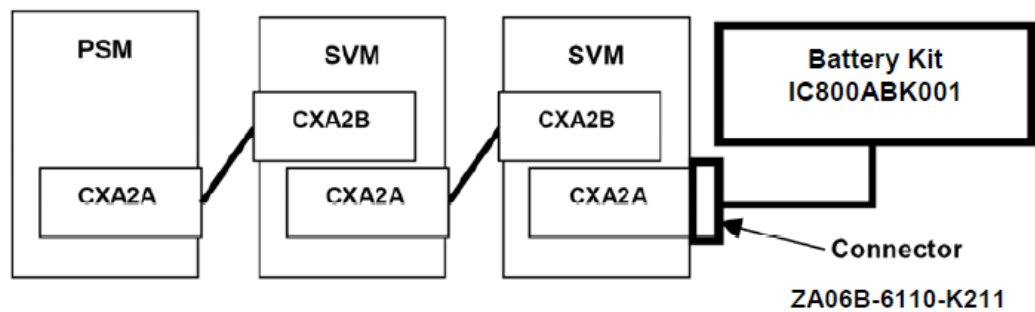 PSM
SVM
SVM
Battery Kit
IC800ABK001
CXA2B
CXA2B
CXA2A
CXA2A
CXA2A
Connector
ZA06B-6110-K211